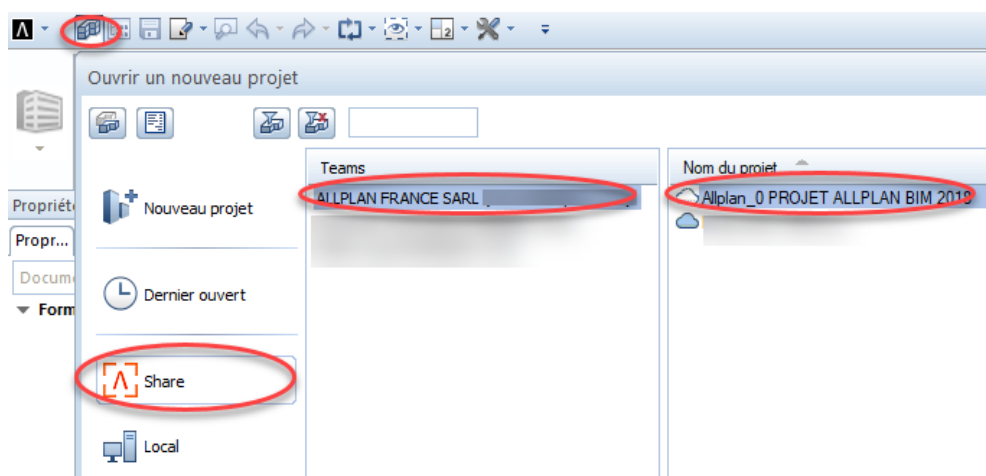 2
Ouvrir un nouveau projet
Teams
Nom du projet
ALLPLAN FRANCE SARL
Allplan_0 PROJET ALLPLAN BIM 2019
Nouveau projet
Propriét
Propr...
Docum
Form
Dernier ouvert
Share
Local